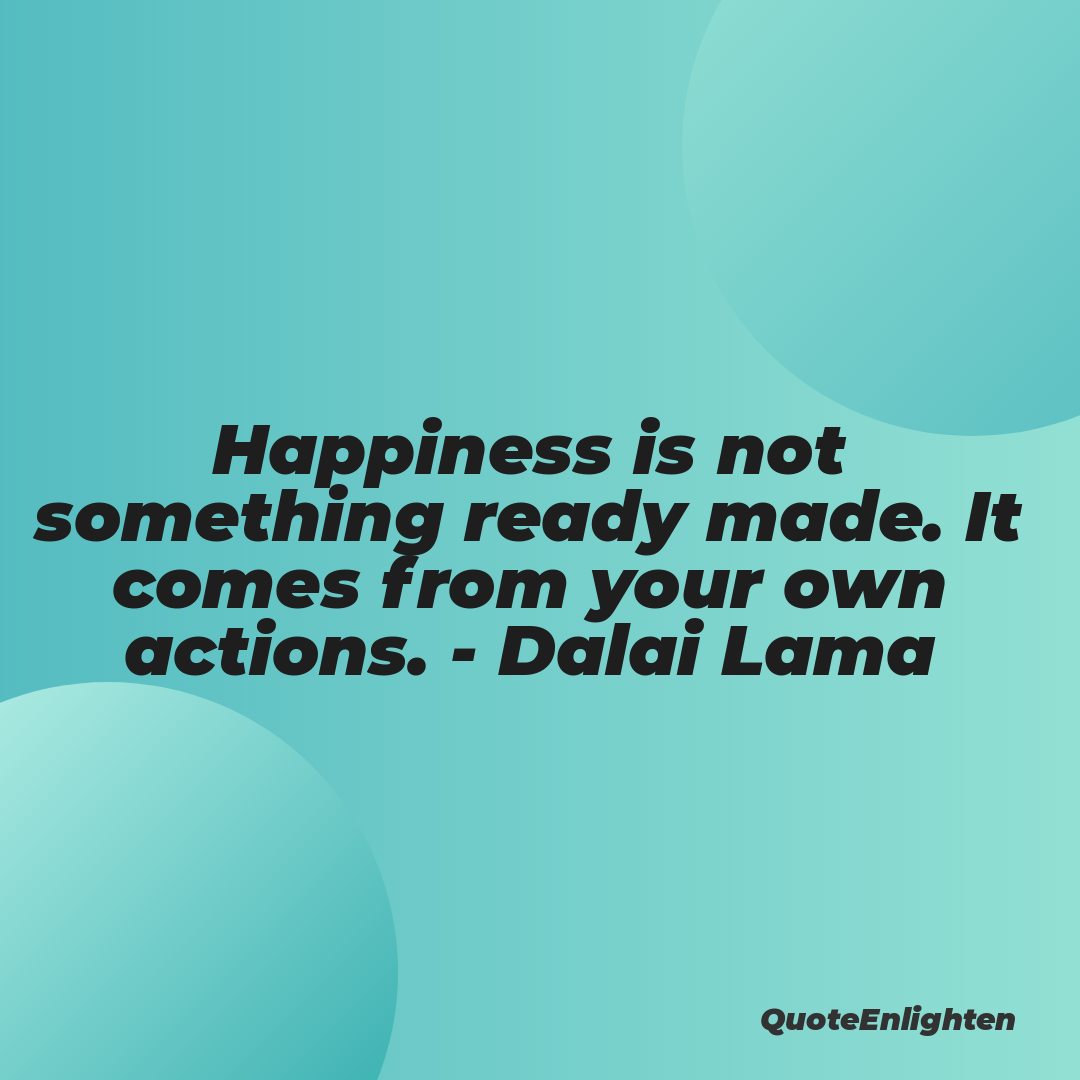 Happiness is not
something ready made. It
comes from your own
actions. - Dalai Lama
QuoteEnlighten